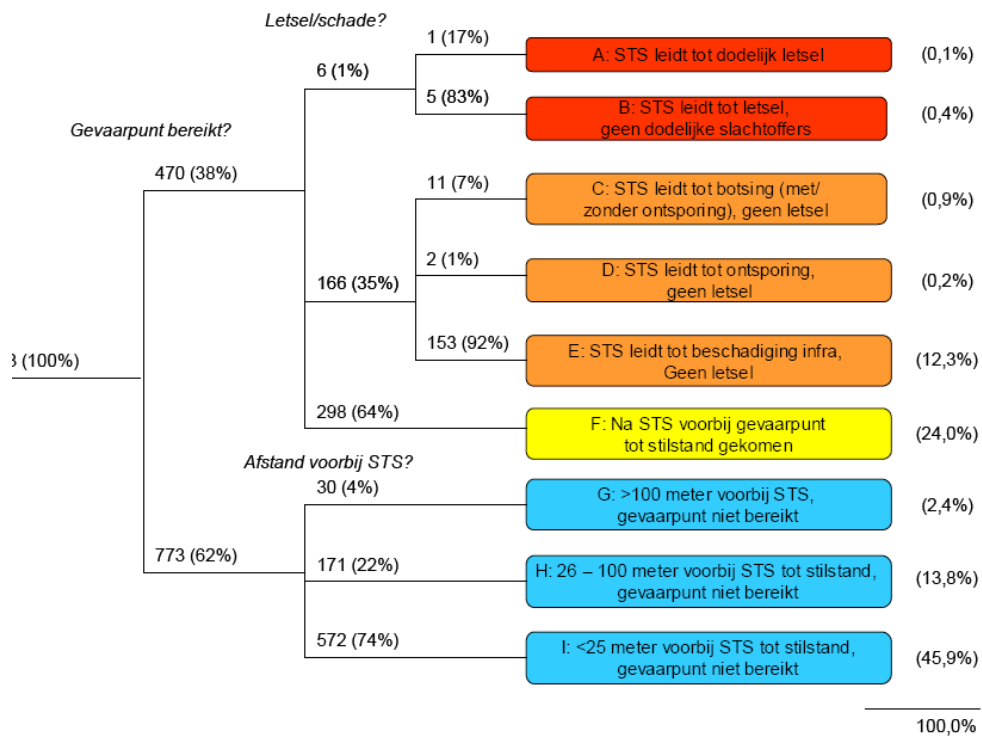 Letsel/schade?
1 (17%)
A: STS leidt tot dodelijk letsel
(0,1%)
6 (1%)
5 (83%)
B: STS leidt tot letsel,
geen dodelijke slachtoffers
(0,4%)
Gevaarpunt bereikt?
470 (38%)
11 (7%)
C: STS leidt tot botsing (met/
zonder ontsporing), geen letsel
(0,9%)
166 (35%)
2 (1%)
D: STS leidt tot ontsporing,
geen letsel
(0,2%)
153 (92%)
E: STS leidt tot beschadiging infra,
Geen letsel
(12,3%)
3 (100%)
298 (64%)
F: Na STS voorbij gevaarpunt
tot stilstand gekomen
(24,0%)
Afstand voorbij STS?
30 (4%)
G: >100 meter voorbij STS,
gevaarpunt niet bereikt
(2,4%)
773 (62%)
171 (22%)
H: 26 – 100 meter voorbij STS tot stilstand,
gevaarpunt niet bereikt
(13,8%)
572 (74%)
I: <25 meter voorbij STS tot stilstand,
gevaarpunt niet bereikt
(45,9%)
100,0%